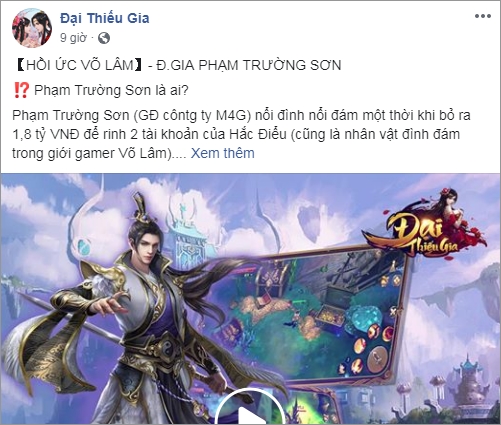 Đại Thiếu Gia
9 giờ ·
【HỒI ỨC VÕ LÂM】- Đ.GIA PHẠM TRƯỜNG SƠN
⁉️ Phạm Trường Sơn là ai?
Phạm Trường Sơn (GĐ côntg ty M4G) nổi đình nổi đám một thời khi bỏ ra
1,8 tỷ VNĐ để rinh 2 tài khoản của Hắc Điểu (cũng là nhân vật đình đám
trong giới gamer Võ Lâm).... Xem thêm
Đại
Thiếu Gia